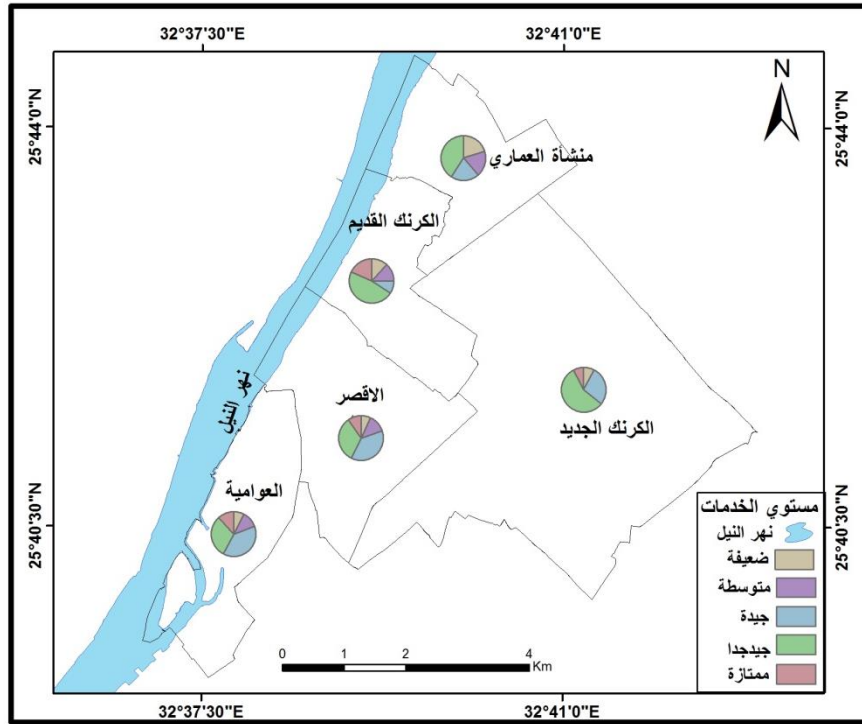 32°37'30"E
32°41'0"E
N
25°44'0"N
25°44'0"N
منشأة العماري
الكرنك القديم
نهر النيل
الاقصر
الكرنك الجديد
العوامية
25°40'30"N
25°40'30"N
مستوي الخدمات
نهر النيل
ضعيفة
متوسطة
جيدة
جيدجدا
ممتازة
0 1 2 4
Km
32°37'30"E
32°41'0"E